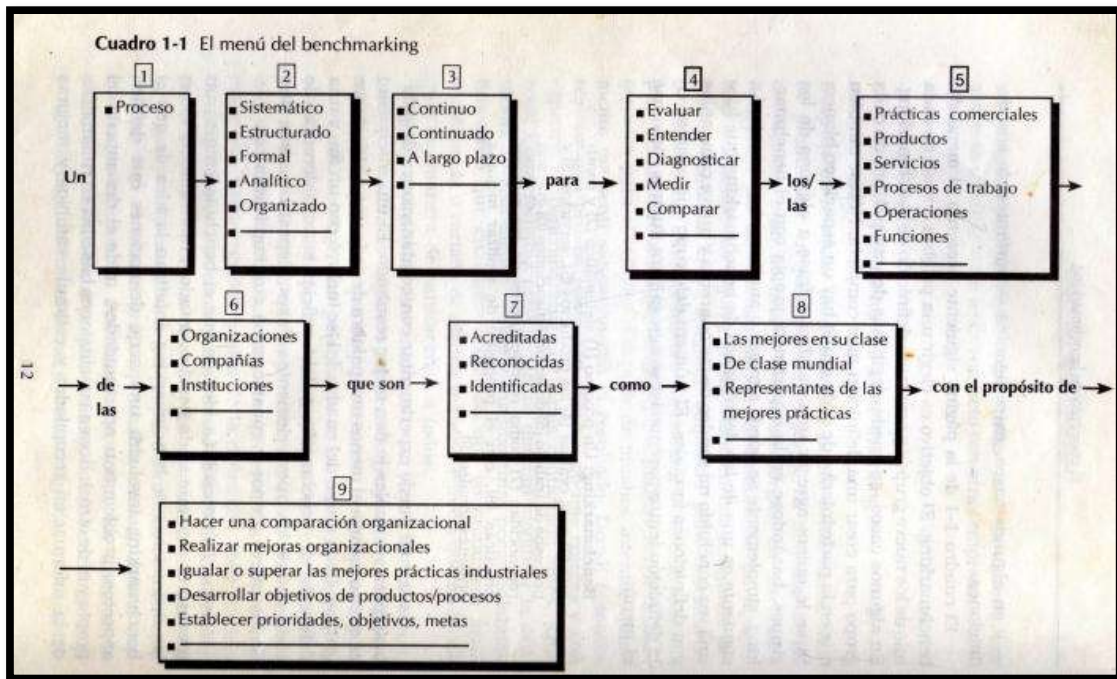 Cuadro 1-1 El menú del benchmarking
1
Proceso
2
Sistemático
Estructurado
Formal
Analítico
Organizado
3
Continuo
Continuado
A largo plazo
4
Evaluar
Entender
Diagnosticar
Medir
Comparar
5
Prácticas comerciales
Productos
Servicios
Procesos de trabajo
Operaciones
Funciones
Un
para
los/
las
6
Organizaciones
Compañías
Instituciones
7
Acreditadas
Reconocidas
Identificadas
8
Las mejores en su clase
De clase mundial
Representantes de las
mejores prácticas
de
las
que son
como
con el propósito de
12
9
Hacer una comparación organizacional
Realizar mejoras organizacionales
Igualar o superar las mejores prácticas industriales
Desarrollar objetivos de productos/procesos
Establecer prioridades, objetivos, metas